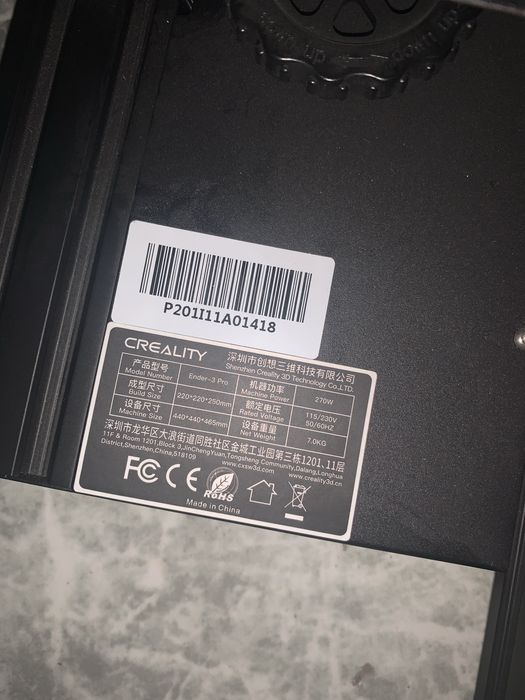 P201I11A01418
CREALITY 深圳市创想三维科技有限公司
Shenzhen Creality 3D Technology Co.,LTD.
产品型号 Ender-3 Pro 机器功率 270W
Model Number Machine Power
成型尺寸 220*220*250mm 额定电压 115/230V
Build Size Rated Voltage 50/60HZ
设备尺寸 440*440*465mm 设备重量 7.0KG
Machine Size Net Weight
深圳市龙华区大浪街道同胜社区金城工业园第三栋1201、11层
11F & Room 1201,Block 3,JinChengYuan,Tongsheng Community,Dalang,Longhua
District,Shenzhen,China,518109
www.cxsw3d.com www.creality3d.cn
FC CE RoHS
Made in China